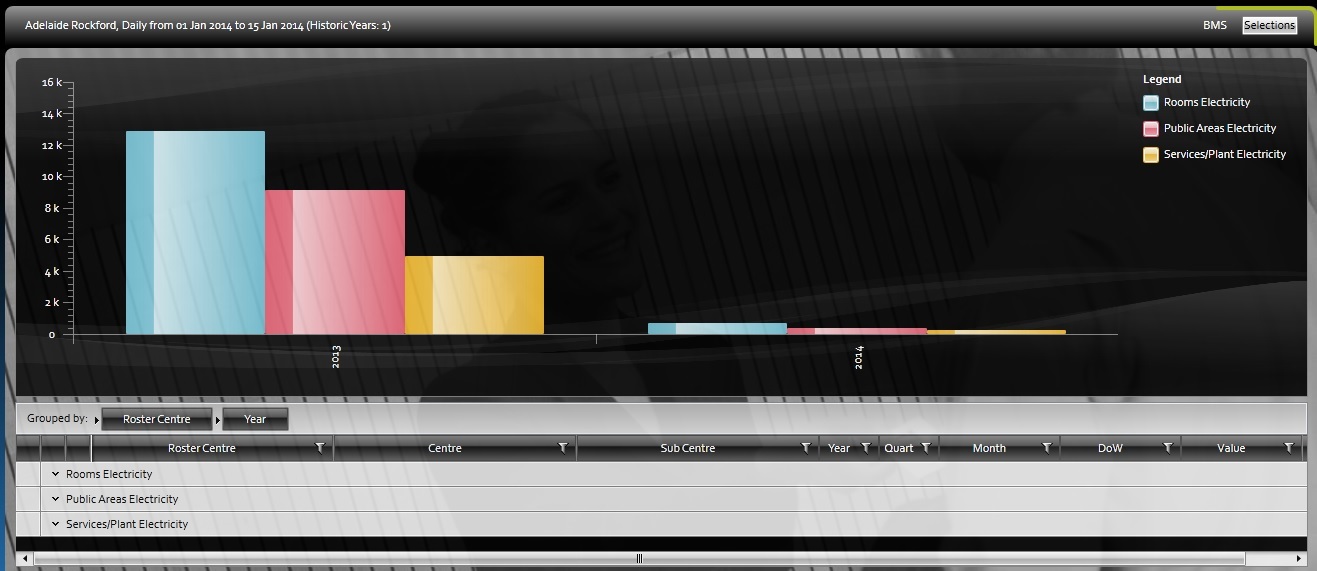 Adelaide Rockford, Daily from 01 Jan 2014 to 15 Jan 2014 (Historic Years: 1)
BMS Selections
Legend
Rooms Electricity
Public Areas Electricity
Services/Plant Electricity
16 k
14 k
12 k
10 k
8 k
6 k
4 k
2 k
0
2013
2014
Grouped by: Roster Centre Year
Roster Centre Centre Sub Centre Year Quart Month DoW Value
Rooms Electricity
Public Areas Electricity
Services/Plant Electricity